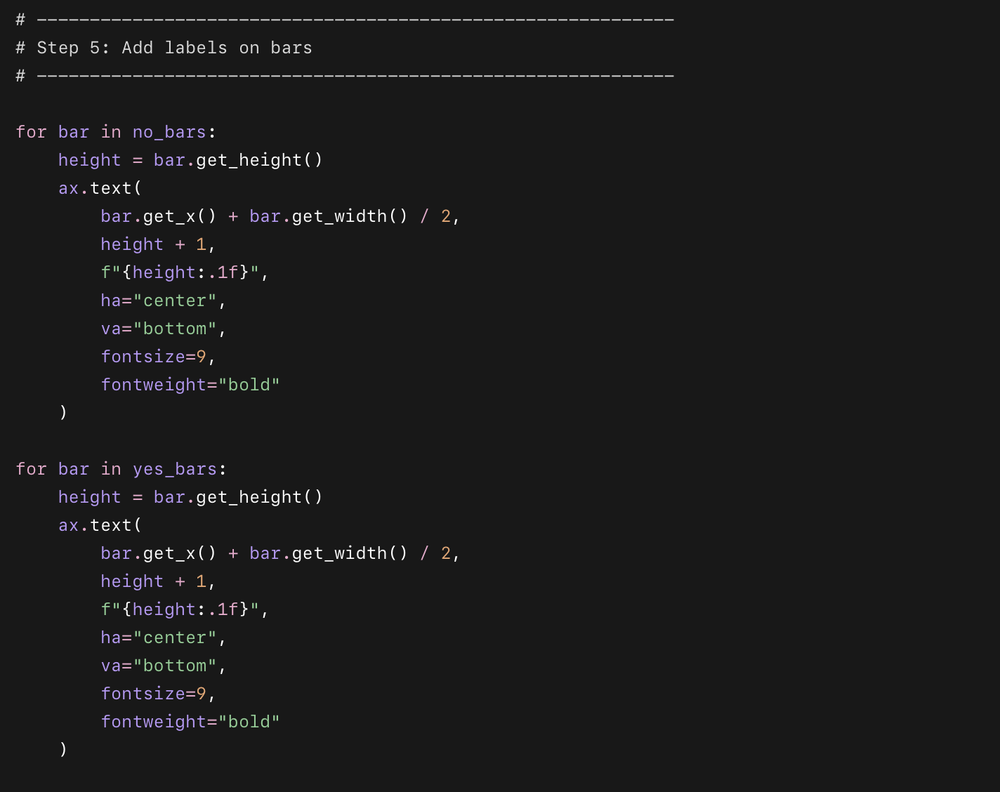 # ————————————————————————————————————————————————————————————
# Step 5: Add labels on bars
# ————————————————————————————————————————————————————————————

for bar in no_bars:
    height = bar.get_height()
    ax.text(
        bar.get_x() + bar.get_width() / 2,
        height + 1,
        f"{height:.1f}",
        ha="center",
        va="bottom",
        fontsize=9,
        fontweight="bold"
    )

for bar in yes_bars:
    height = bar.get_height()
    ax.text(
        bar.get_x() + bar.get_width() / 2,
        height + 1,
        f"{height:.1f}",
        ha="center",
        va="bottom",
        fontsize=9,
        fontweight="bold"
    )